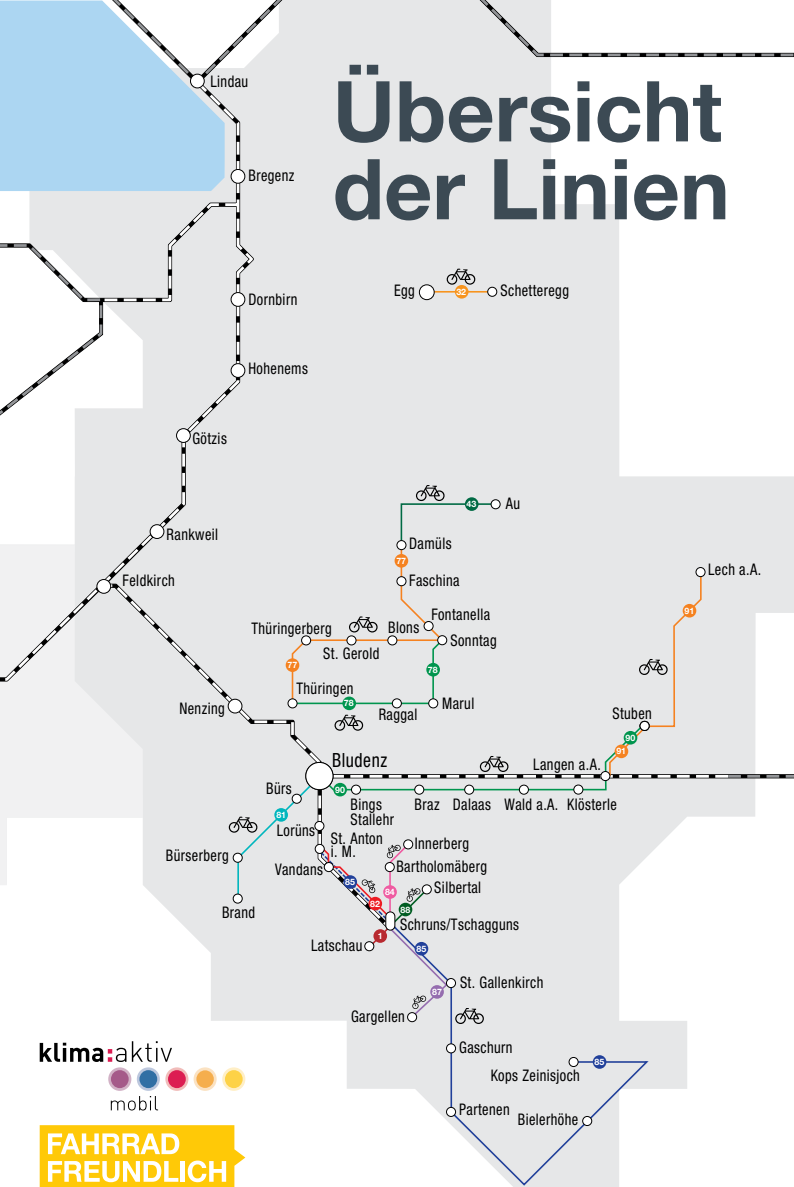 Übersicht
der Linien
Lindau
Bregenz
Dornbirn
Hohenems
Götzis
Rankweil
Feldkirch
Nenzing
Egg
32
Schetteregg
43
Au
Damüls
77
Faschina
Fontanella
Thüringerberg
Blons
Sonntag
St. Gerold
77
78
Thüringen
78
Raggal
Marul
Lech a.A.
91
Stuben
90
91
Langen a.A.
Bludenz
90
Bings
Stallehr
Braz
Dalaas
Wald a.A.
Klösterle
Bürs
81
Lorüns
Bürserberg
Brand
St. Anton
i. M.
Vandans
85
82
Innerberg
Bartholomäberg
84
Silbertal
88
Schruns/Tschagguns
1
Latschau
85
St. Gallenkirch
87
Gargellen
Gaschurn
Kops Zeinisjoch
85
Partenen
Bielerhöhe
klima:aktiv
mobil
FAHRRAD
FREUNDLICH